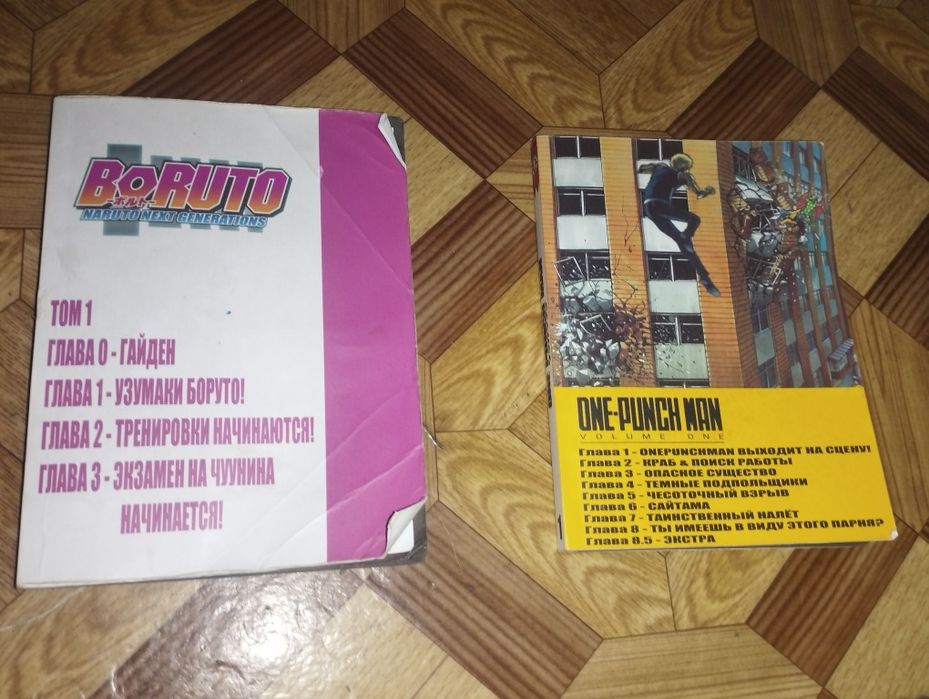 BORUTO
ボルト
NARUTO NEXT GENERATIONS
ТОМ 1
ГЛАВА 0 - ГАЙДЕН
ГЛАВА 1 - УЗУМАКИ БОРУТО!
ГЛАВА 2 - ТРЕНИРОВКИ НАЧИНАЮТСЯ!
ГЛАВА 3 - ЭКЗАМЕН НА ЧУУНИНА
НАЧИНАЕТСЯ!
ONE-PUNCH MAN
VOLUME ONE
Глава 1 - ONEPUNCHMAN ВЫХОДИТ НА СЦЕНУ!
Глава 2 - КРАБ & ПОИСК РАБОТЫ
Глава 3 - ОПАСНОЕ СУЩЕСТВО
Глава 4 - ТЕМНЫЕ ПОДПОЛЬЩИКИ
Глава 5 - ЧЕСОТОЧНЫЙ ВЗРЫВ
Глава 6 - САЙТАМА
Глава 7 - ТАИНСТВЕННЫЙ НАЛЁТ
Глава 8 - ТЫ ИМЕЕШЬ В ВИДУ ЭТОГО ПАРНЯ?
Глава 8.5 - ЭКСТРА